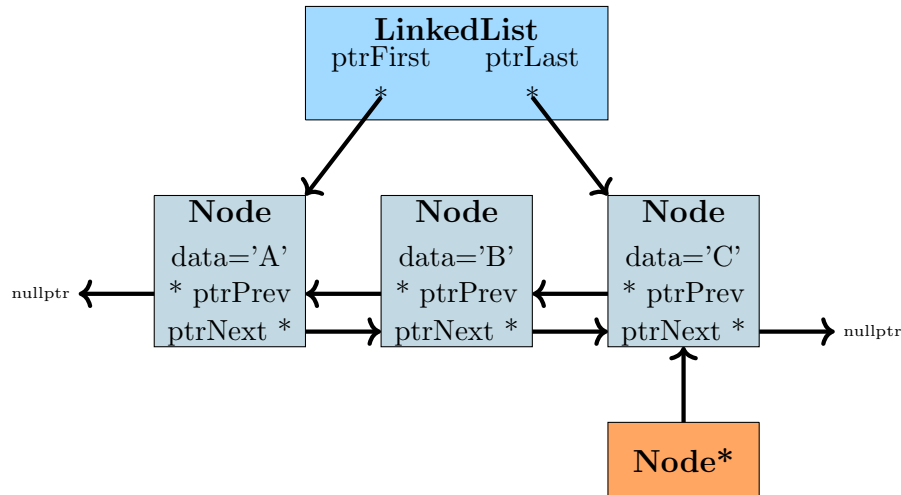 LinkedList
ptrFirst ptrLast
* *
Node Node Node
data='A' data='B' data='C'
nullptr * ptrPrev * ptrPrev * ptrPrev
ptrNext * ptrNext * ptrNext * nullptr
Node*